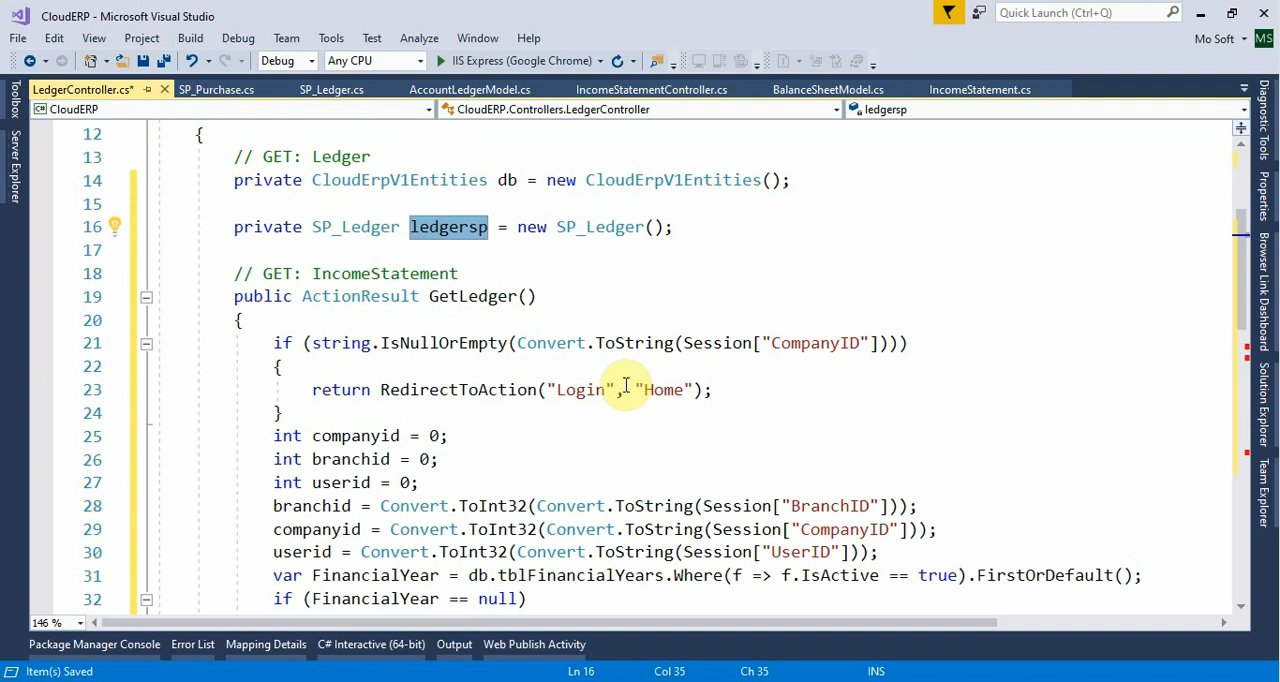 CloudERP - Microsoft Visual Studio
Quick Launch (Ctrl+Q)
File Edit View Project Build Debug Team Tools Test Analyze Window Help
Mo Soft MS
Debug Any CPU IIS Express (Google Chrome)
LedgerController.cs* SP_Purchase.cs SP_Ledger.cs AccountLedgerModel.cs IncomeStatementController.cs BalanceSheetModel.cs IncomeStatement.cs
CloudERP CloudERP.Controllers.LedgerController ledgersp
Toolbox
Server Explorer
12 {
13 // GET: Ledger
14 private CloudErpV1Entities db = new CloudErpV1Entities();
15
16 private SP_Ledger ledgersp = new SP_Ledger();
17
18 // GET: IncomeStatement
19 public ActionResult GetLedger()
20 {
21 if (string.IsNullOrEmpty(Convert.ToString(Session["CompanyID"])))
22 {
23 return RedirectToAction("Login", "Home");
24 }
25 int companyid = 0;
26 int branchid = 0;
27 int userid = 0;
28 branchid = Convert.ToInt32(Convert.ToString(Session["BranchID"]));
29 companyid = Convert.ToInt32(Convert.ToString(Session["CompanyID"]));
30 userid = Convert.ToInt32(Convert.ToString(Session["UserID"]));
31 var FinancialYear = db.tblFinancialYears.Where(f => f.IsActive == true).FirstOrDefault();
32 if (FinancialYear == null)
Diagnostic Tools
Properties
Browser Link Dashboard
Solution Explorer
Team Explorer
146 %
Package Manager Console Error List Mapping Details C# Interactive (64-bit) Output Web Publish Activity
Item(s) Saved Ln 16 Col 35 Ch 35 INS